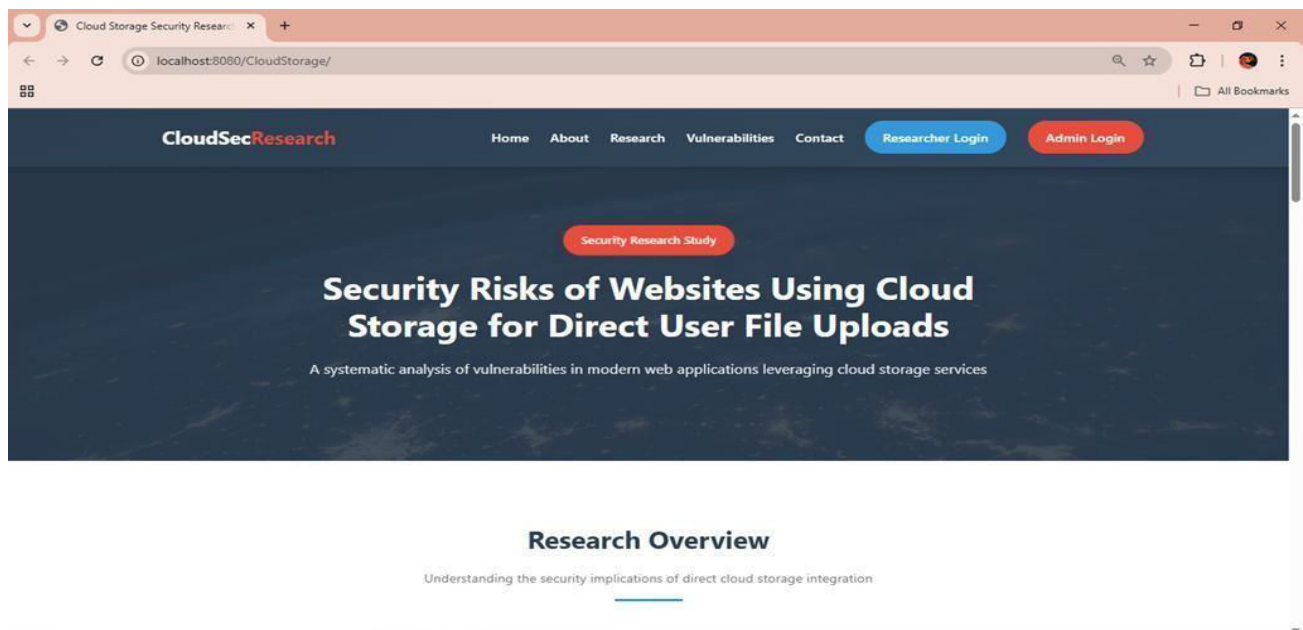 Cloud Storage Security Researc
localhost:8080/CloudStorage/
All Bookmarks
CloudSecResearch
Home About Research Vulnerabilities Contact Researcher Login Admin Login
Security Research Study
Security Risks of Websites Using Cloud
Storage for Direct User File Uploads
A systematic analysis of vulnerabilities in modern web applications leveraging cloud storage services
Research Overview
Understanding the security implications of direct cloud storage integration